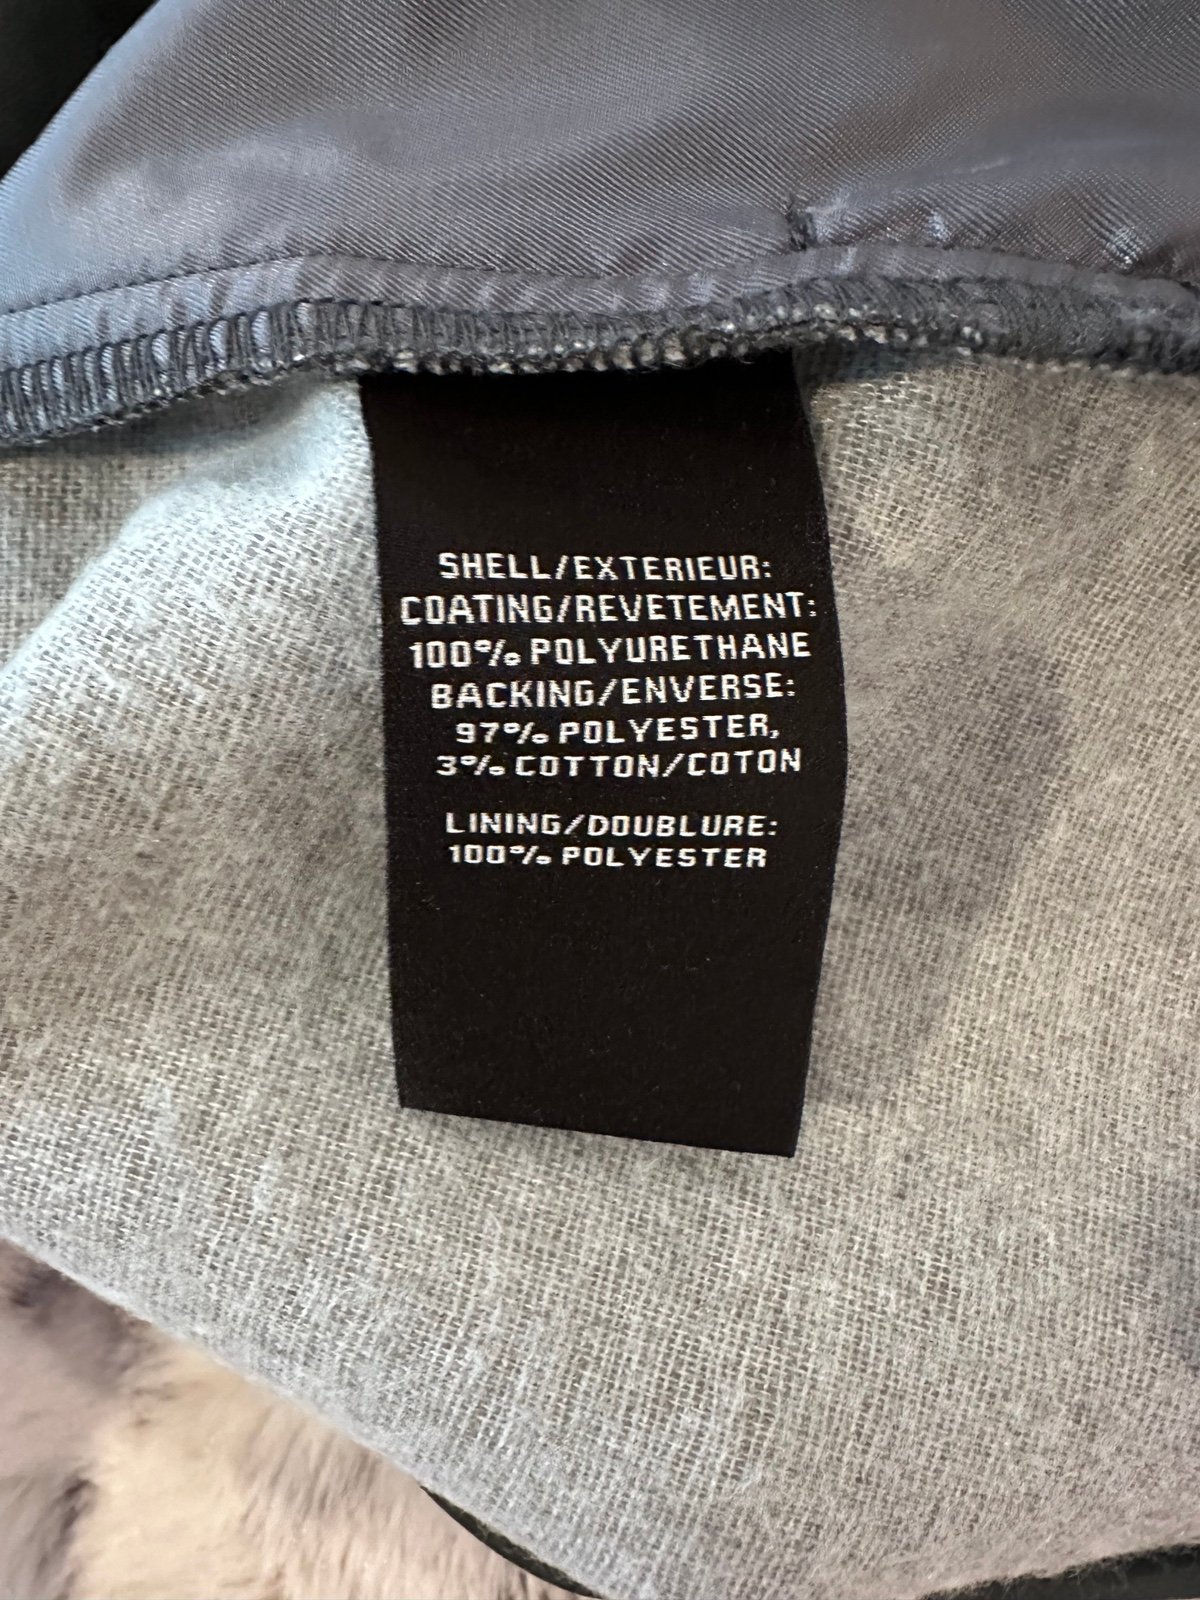 SHELL/EXTERIEUR:
COATING/REVETEMENT:
100% POLYURETHANE
BACKING/ENVERSE:
97% POLYESTER,
3% COTTON/COTON
LINING/DOUBLURE:
100% POLYESTER